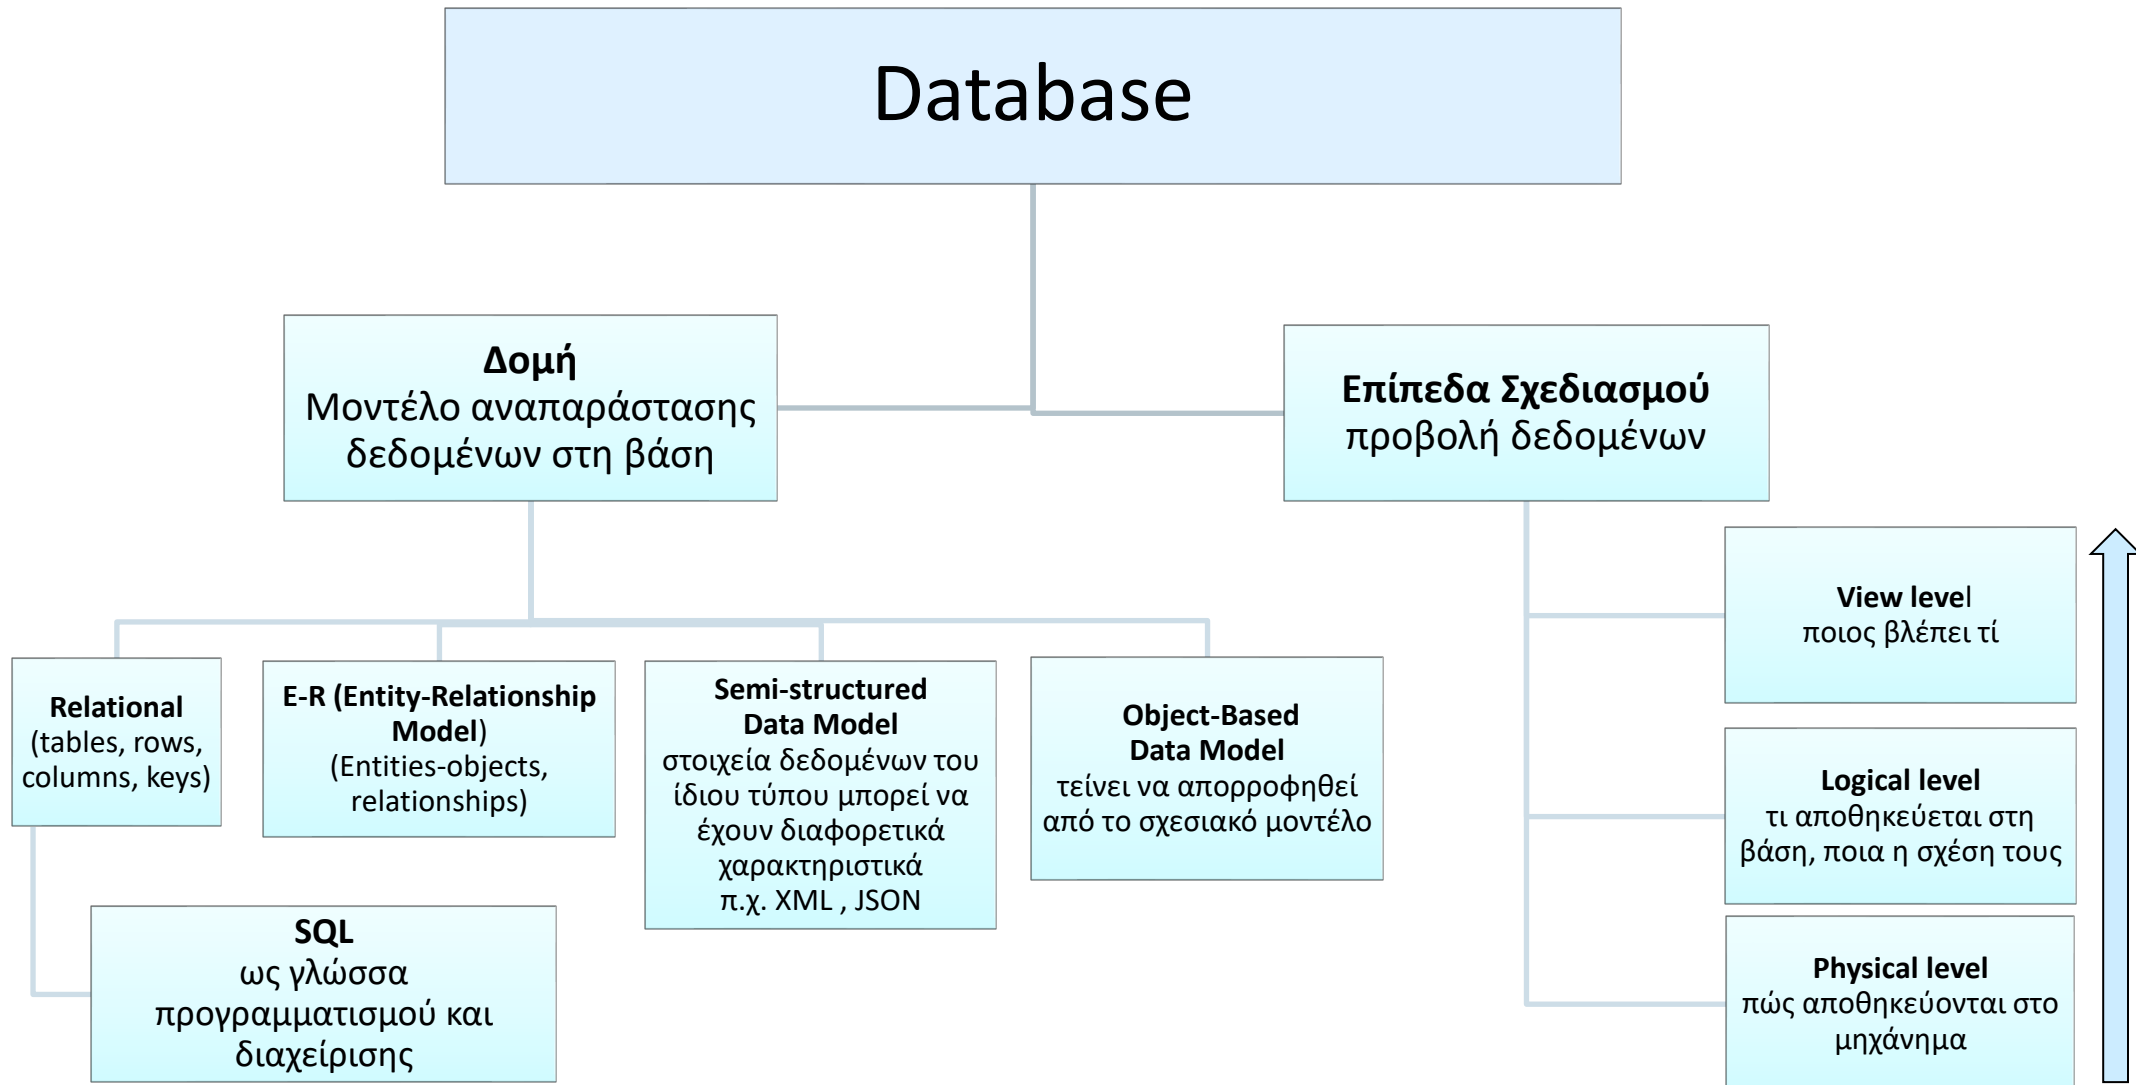 Database
Δομή
Μοντέλο αναπαράστασης
δεδομένων στη βάση
Επίπεδα Σχεδιασμού
προβολή δεδομένων
Relational
(tables, rows,
columns, keys)
E-R (Entity-Relationship
Model)
(Entities-objects,
relationships)
Semi-structured
Data Model
στοιχεία δεδομένων του
ίδιου τύπου μπορεί να
έχουν διαφορετικά
χαρακτηριστικά
π.χ. XML , JSON
Object-Based
Data Model
τείνει να απορροφηθεί
από το σχεσιακό μοντέλο
SQL
ως γλώσσα
προγραμματισμού και
διαχείρισης
View level
ποιος βλέπει τί
Logical level
τι αποθηκεύεται στη
βάση, ποια η σχέση τους
Physical level
πώς αποθηκεύονται στο
μηχάνημα